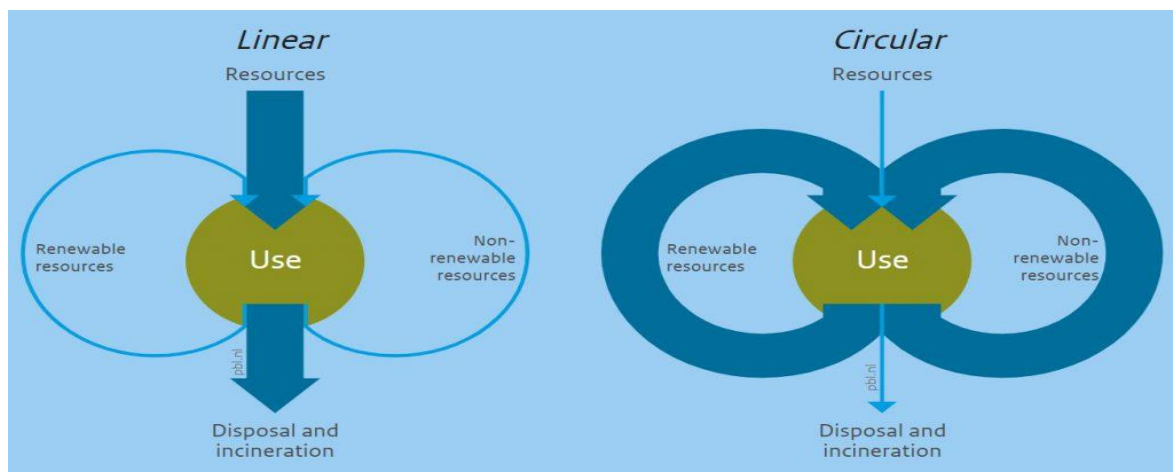 Linear
Resources
Renewable
resources
Use
Non-
renewable
resources
pbl.nl
Disposal and
incineration
Circular
Resources
Renewable
resources
Use
Non-
renewable
resources
pbl.nl
Disposal and
incineration